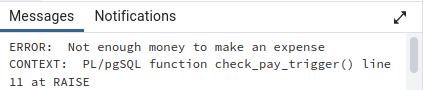 Messages Notifications
ERROR:  Not enough money to make an expense
CONTEXT:  PL/pgSQL function check_pay_trigger() line
11 at RAISE